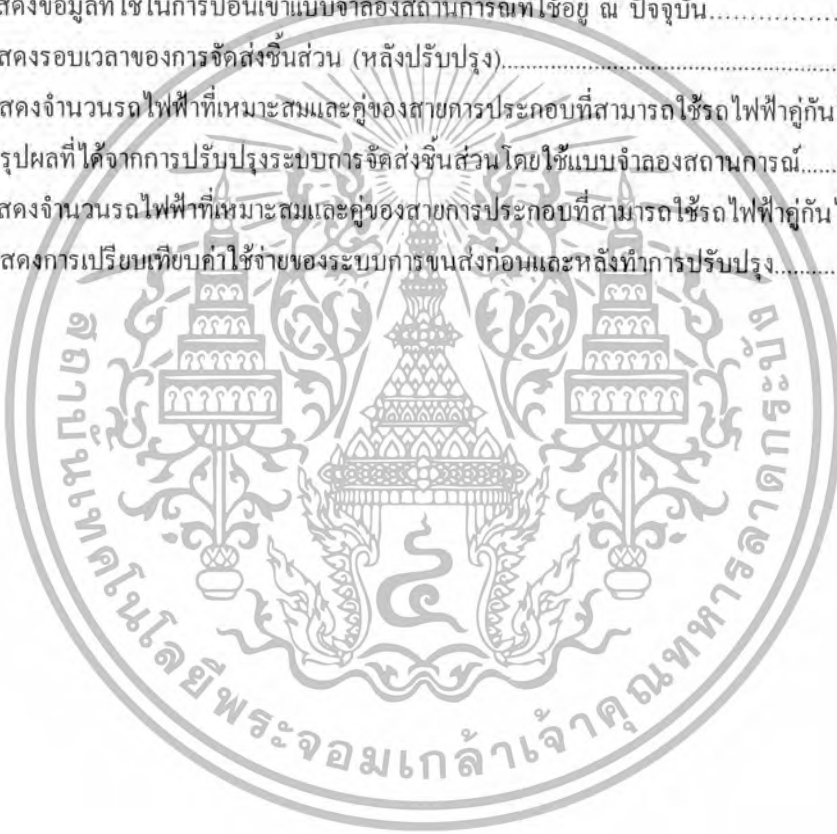 สดงข้อมูลที่ใช้ในการป้อนเข้าแบบจำลองสถานการณ์ที่ใช้อยู่ ณ ปัจจุบัน................
สดงรอบเวลาของการจัดส่งชิ้นส่วน (หลังปรับปรุง)................................................
สดงจำนวนรถไฟฟ้าที่เหมาะสมและคู่ของสายการประกอบที่สามารถใช้รถไฟฟ้าคู่กัน
รุปผลที่ได้จากการปรับปรุงระบบการจัดส่งชิ้นส่วนโดยใช้แบบจำลองสถานการณ์......
สดงจำนวนรถไฟฟ้าที่เหมาะสมและคู่ของสายการประกอบที่สามารถใช้รถไฟฟ้าคู่กัน
สดงการเปรียบเทียบค่าใช้จ่ายของระบบการขนส่งก่อนและหลังทำการปรับปรุง..........
สถาบันเทคโนโลยีพระจอมเกล้าเจ้าคุณทหารลาดกระบัง